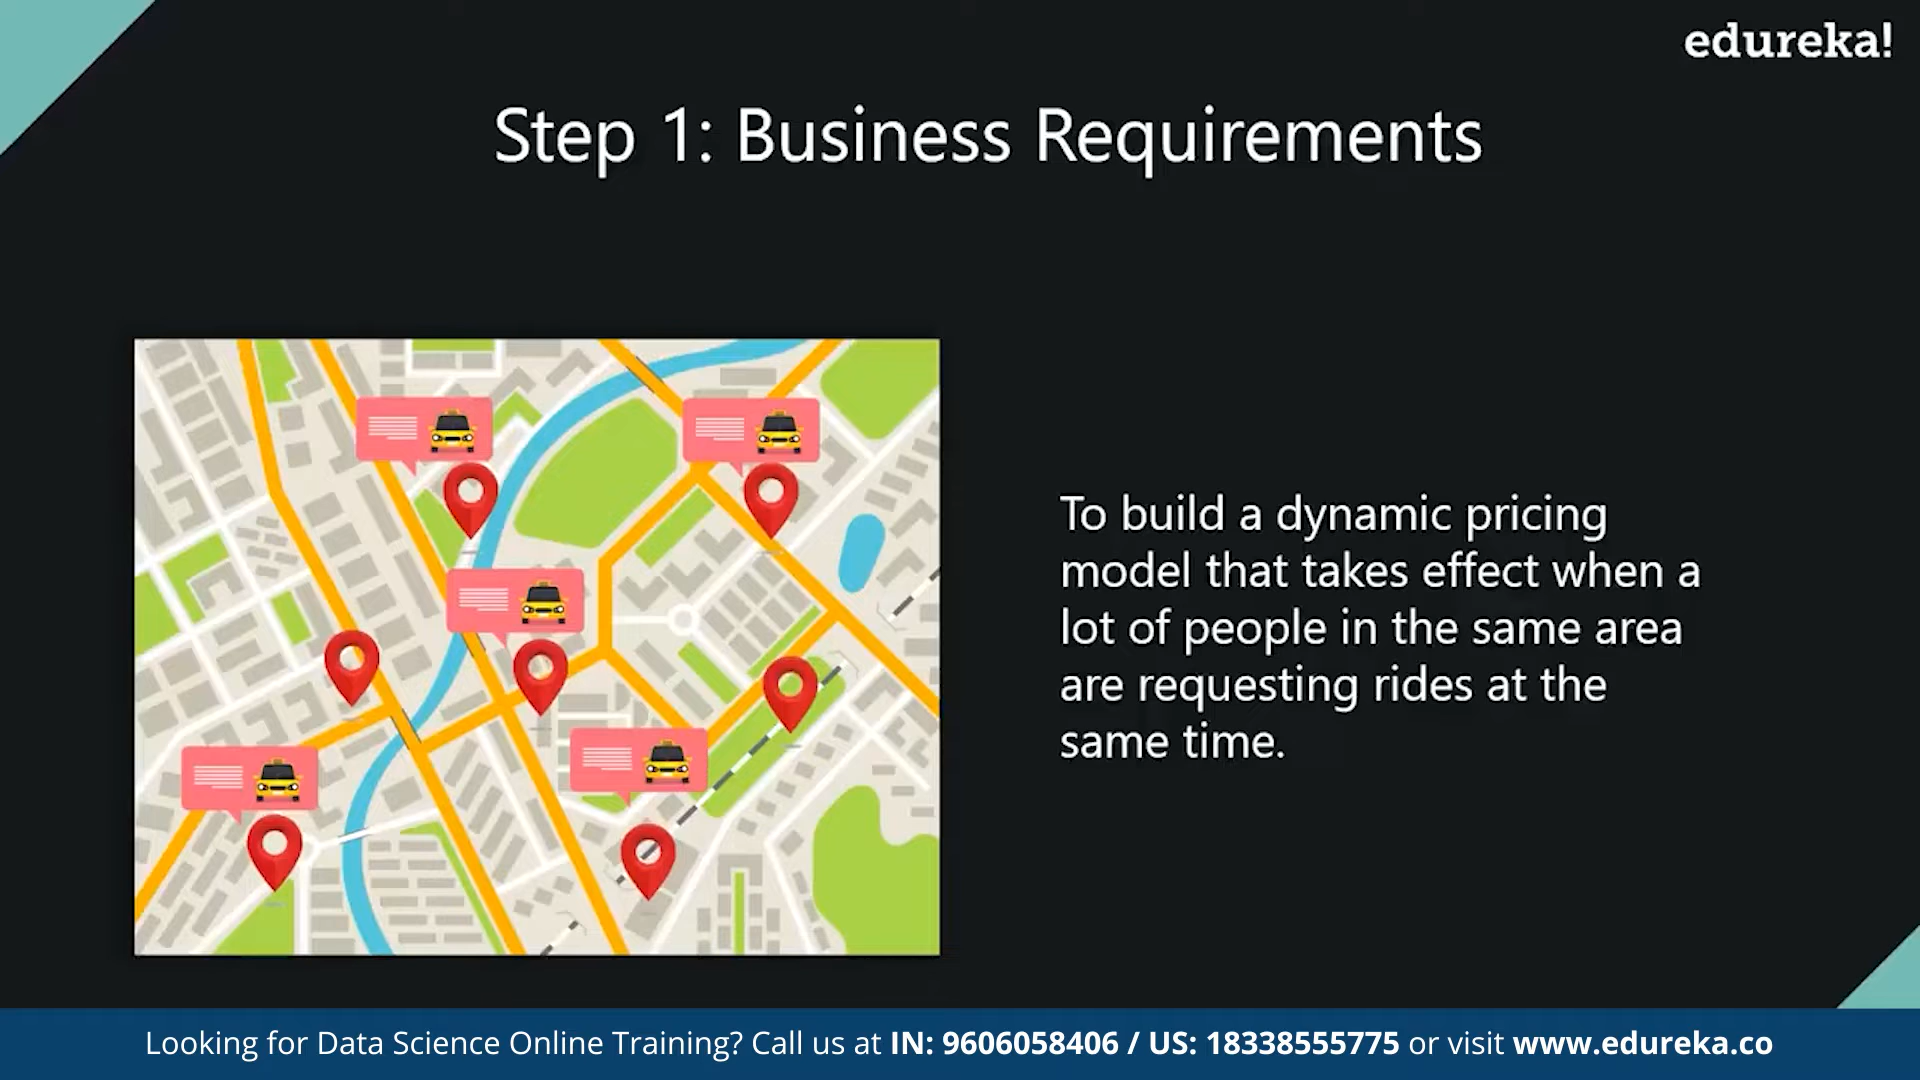 edureka!
Step 1: Business Requirements
To build a dynamic pricing
model that takes effect when a
lot of people in the same area
are requesting rides at the
same time.
Looking for Data Science Online Training? Call us at IN: 9606058406 / US: 18338555775 or visit www.edureka.co